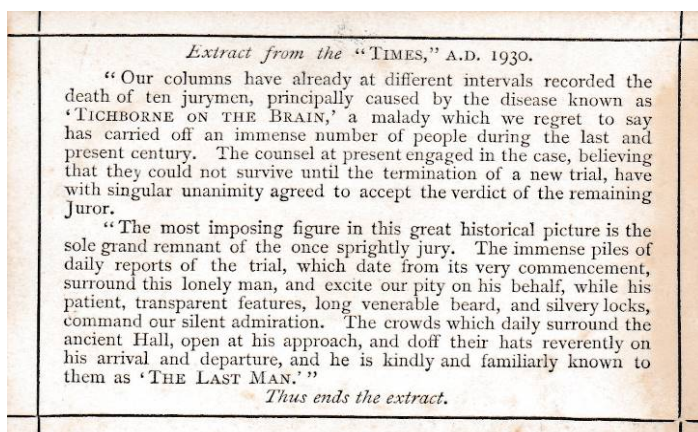 Extract from the “TIMES,” A.D. 1930.
“Our columns have already at different intervals recorded the
death of ten jurymen, principally caused by the disease known as
‘TICHBORNE ON THE BRAIN,’ a malady which we regret to say
has carried off an immense number of people during the last and
present century. The counsel at present engaged in the case, believing
that they could not survive until the termination of a new trial, have
with singular unanimity agreed to accept the verdict of the remaining
Juror.
“The most imposing figure in this great historical picture is the
sole grand remnant of the once sprightly jury. The immense piles of
daily reports of the trial, which date from its very commencement,
surround this lonely man, and excite our pity on his behalf, while his
patient, transparent features, long venerable beard, and silvery locks,
command our silent admiration. The crowds which daily surround the
ancient Hall, open at his approach, and doff their hats reverently on
his arrival and departure, and he is kindly and familiarly known to
them as ‘THE LAST MAN.’”
Thus ends the extract.